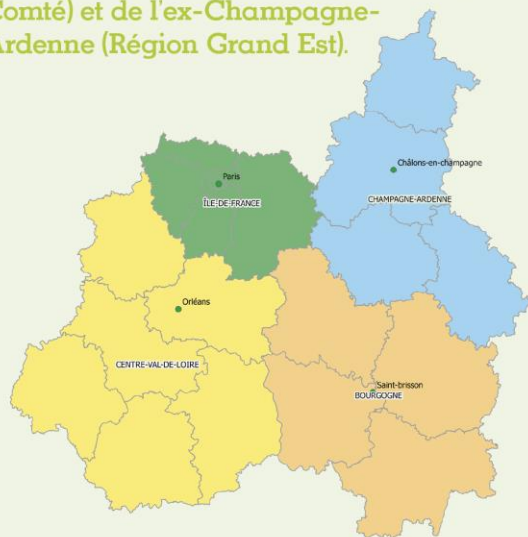 Comté) et de l'ex-Champagne-
Ardenne (Région Grand Est).
Châlons-en-champagne
Paris
CHAMPAGNE-ARDENNE
ÎLE-DE-FRANCE
Orléans
CENTRE-VAL-DE-LOIRE
Saint-brisson
BOURGOGNE